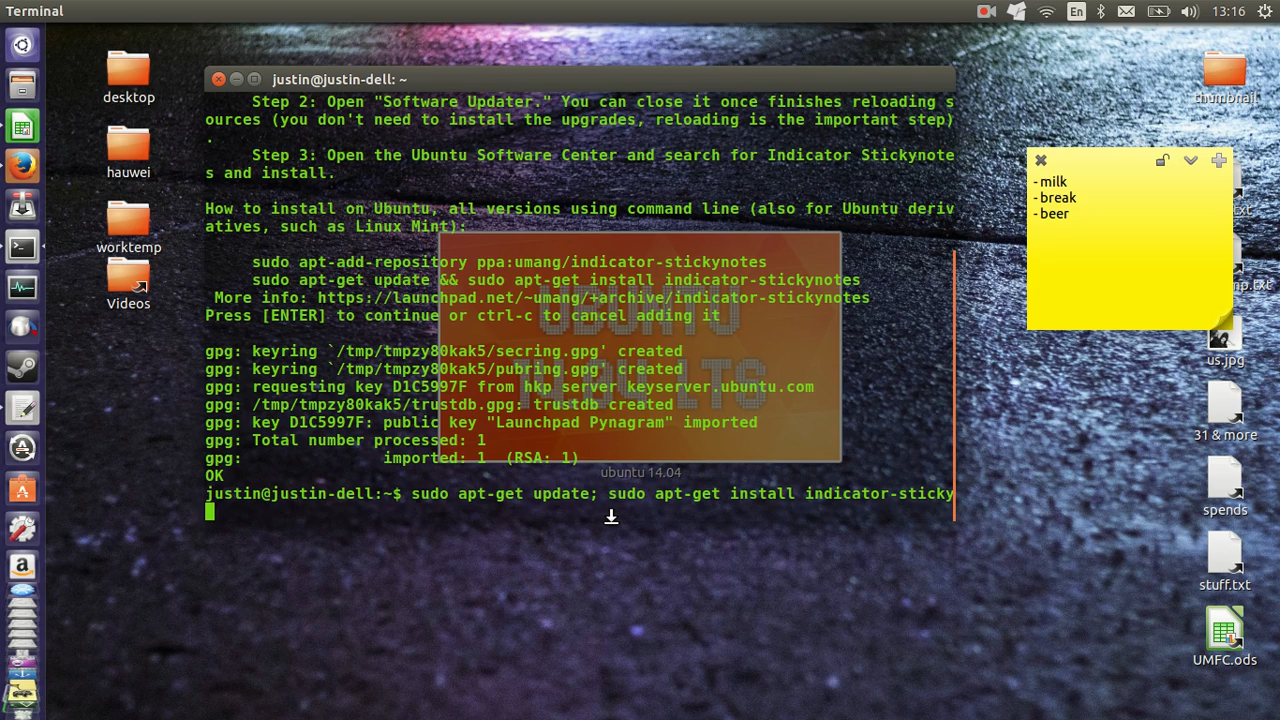 Terminal
En
13:16
desktop
hauwei
worktemp
Videos
justin@justin-dell: ~
Step 2: Open "Software Updater." You can close it once finishes reloading s
ources (you don't need to install the upgrades, reloading is the important step)
.
Step 3: Open the Ubuntu Software Center and search for Indicator Stickynote
s and install.
How to install on Ubuntu, all versions using command line (also for Ubuntu deriv
atives, such as Linux Mint):
sudo apt-add-repository ppa:umang/indicator-stickynotes
sudo apt-get update && sudo apt-get install indicator-stickynotes
More info: https://launchpad.net/~umang/+archive/indicator-stickynotes
Press [ENTER] to continue or ctrl-c to cancel adding it
gpg: keyring `/tmp/tmpzy80kak5/secring.gpg' created
gpg: keyring `/tmp/tmpzy80kak5/pubring.gpg' created
gpg: requesting key D1C5997F from hkp server keyserver.ubuntu.com
gpg: /tmp/tmpzy80kak5/trustdb.gpg: trustdb created
gpg: key D1C5997F: public key "Launchpad Pynagram" imported
gpg: Total number processed: 1
gpg: imported: 1 (RSA: 1)
OK
justin@justin-dell:~$ sudo apt-get update; sudo apt-get install indicator-sticky
UBUNTU
14.04 LTS
ubuntu 14.04
- milk
- break
- beer
thumbnail
.txt
mp.txt
us.jpg
31 & more
spends
stuff.txt
UMFC.ods